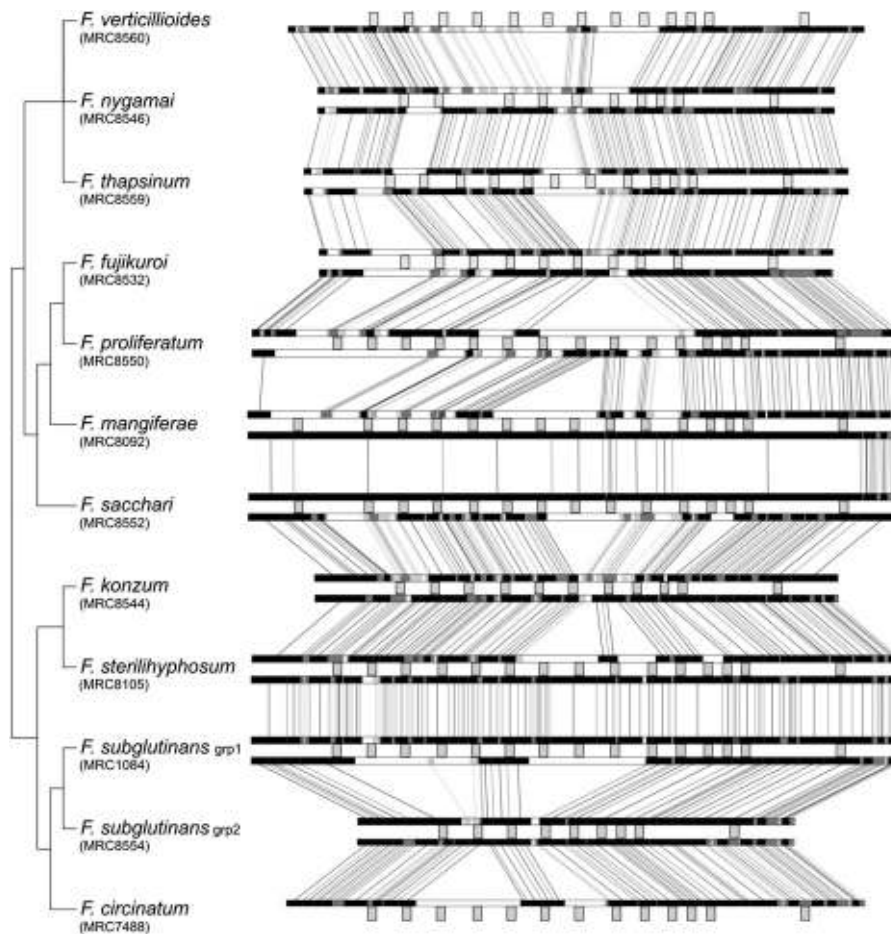 F. verticillioides
(MRC8560)
F. nygamai
(MRC8546)
F. thapsinum
(MRC8559)
F. fujikuroi
(MRC8532)
F. proliferatum
(MRC8550)
F. mangiferae
(MRC8092)
F. sacchari
(MRC8552)
F. konzum
(MRC8544)
F. sterilihyphosum
(MRC8105)
F. subglutinans grp1
(MRC1084)
F. subglutinans grp2
(MRC8554)
F. circinatum
(MRC7488)